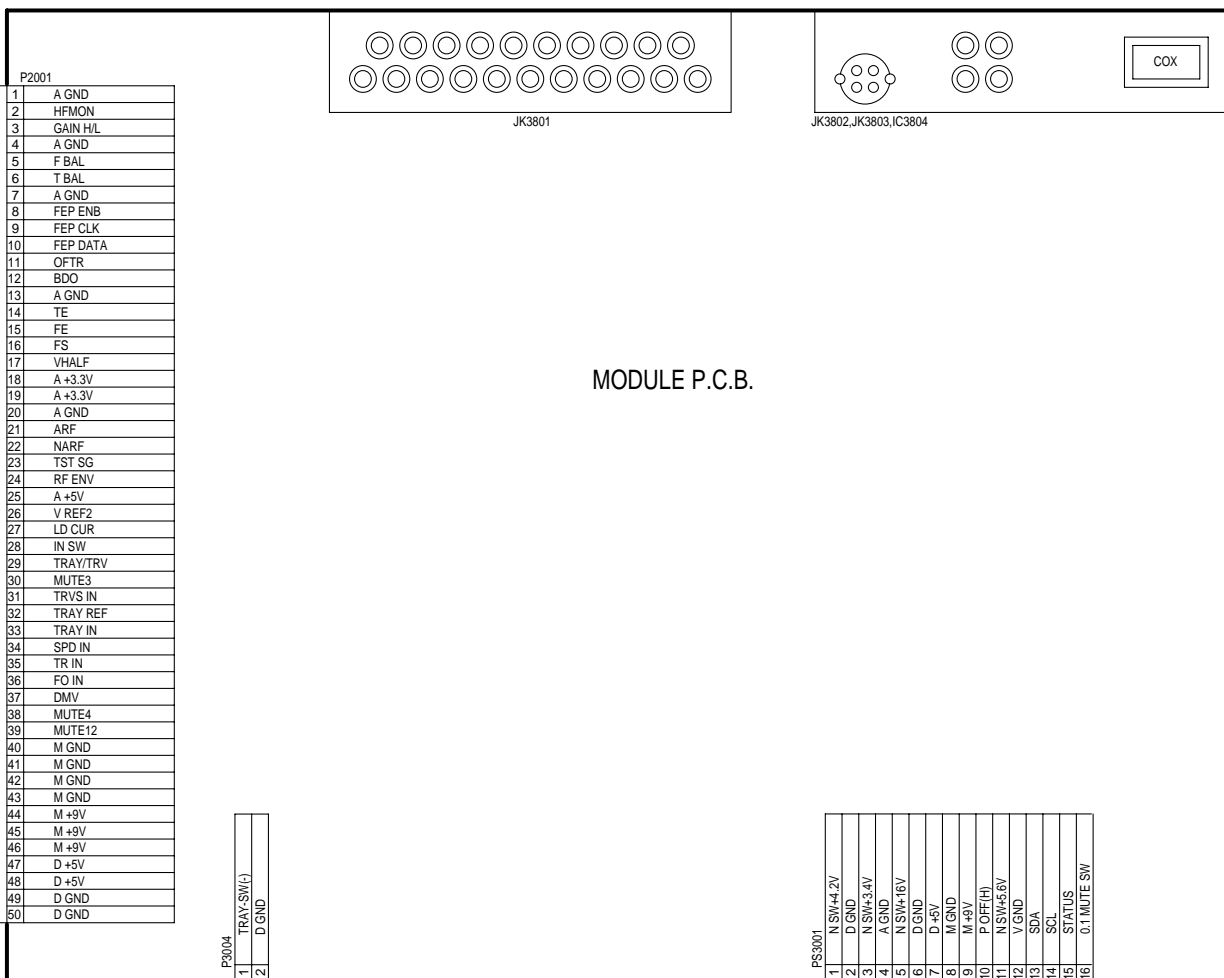 COX
JK3801
JK3802,JK3803,IC3804
P2001
1 A GND
2 HFMON
3 GAIN H/L
4 A GND
5 F BAL
6 T BAL
7 A GND
8 FEP ENB
9 FEP CLK
10 FEP DATA
11 OFTR
12 BDO
13 A GND
14 TE
15 FE
16 FS
17 VHALF
18 A +3.3V
19 A +3.3V
20 A GND
21 ARF
22 NARF
23 TST SG
24 RF ENV
25 A +5V
26 V REF2
27 LD CUR
28 IN SW
29 TRAY/TRV
30 MUTE3
31 TRVS IN
32 TRAY REF
33 TRAY IN
34 SPD IN
35 TR IN
36 FO IN
37 DMV
38 MUTE4
39 MUTE12
40 M GND
41 M GND
42 M GND
43 M GND
44 M +9V
45 M +9V
46 M +9V
47 D +5V
48 D +5V
49 D GND
50 D GND
MODULE P.C.B.
P3004
1 TRAY-SW(-)
2 D GND
PS3001
1 N SW+4.2V
2 D GND
3 N SW+3.4V
4 A GND
5 N SW+16V
6 D GND
7 D +5V
8 M GND
9 M +9V
10 P OFF(H)
11 N SW+5.6V
12 V GND
13 SDA
14 SCL
15 STATUS
16 0.1 MUTE SW